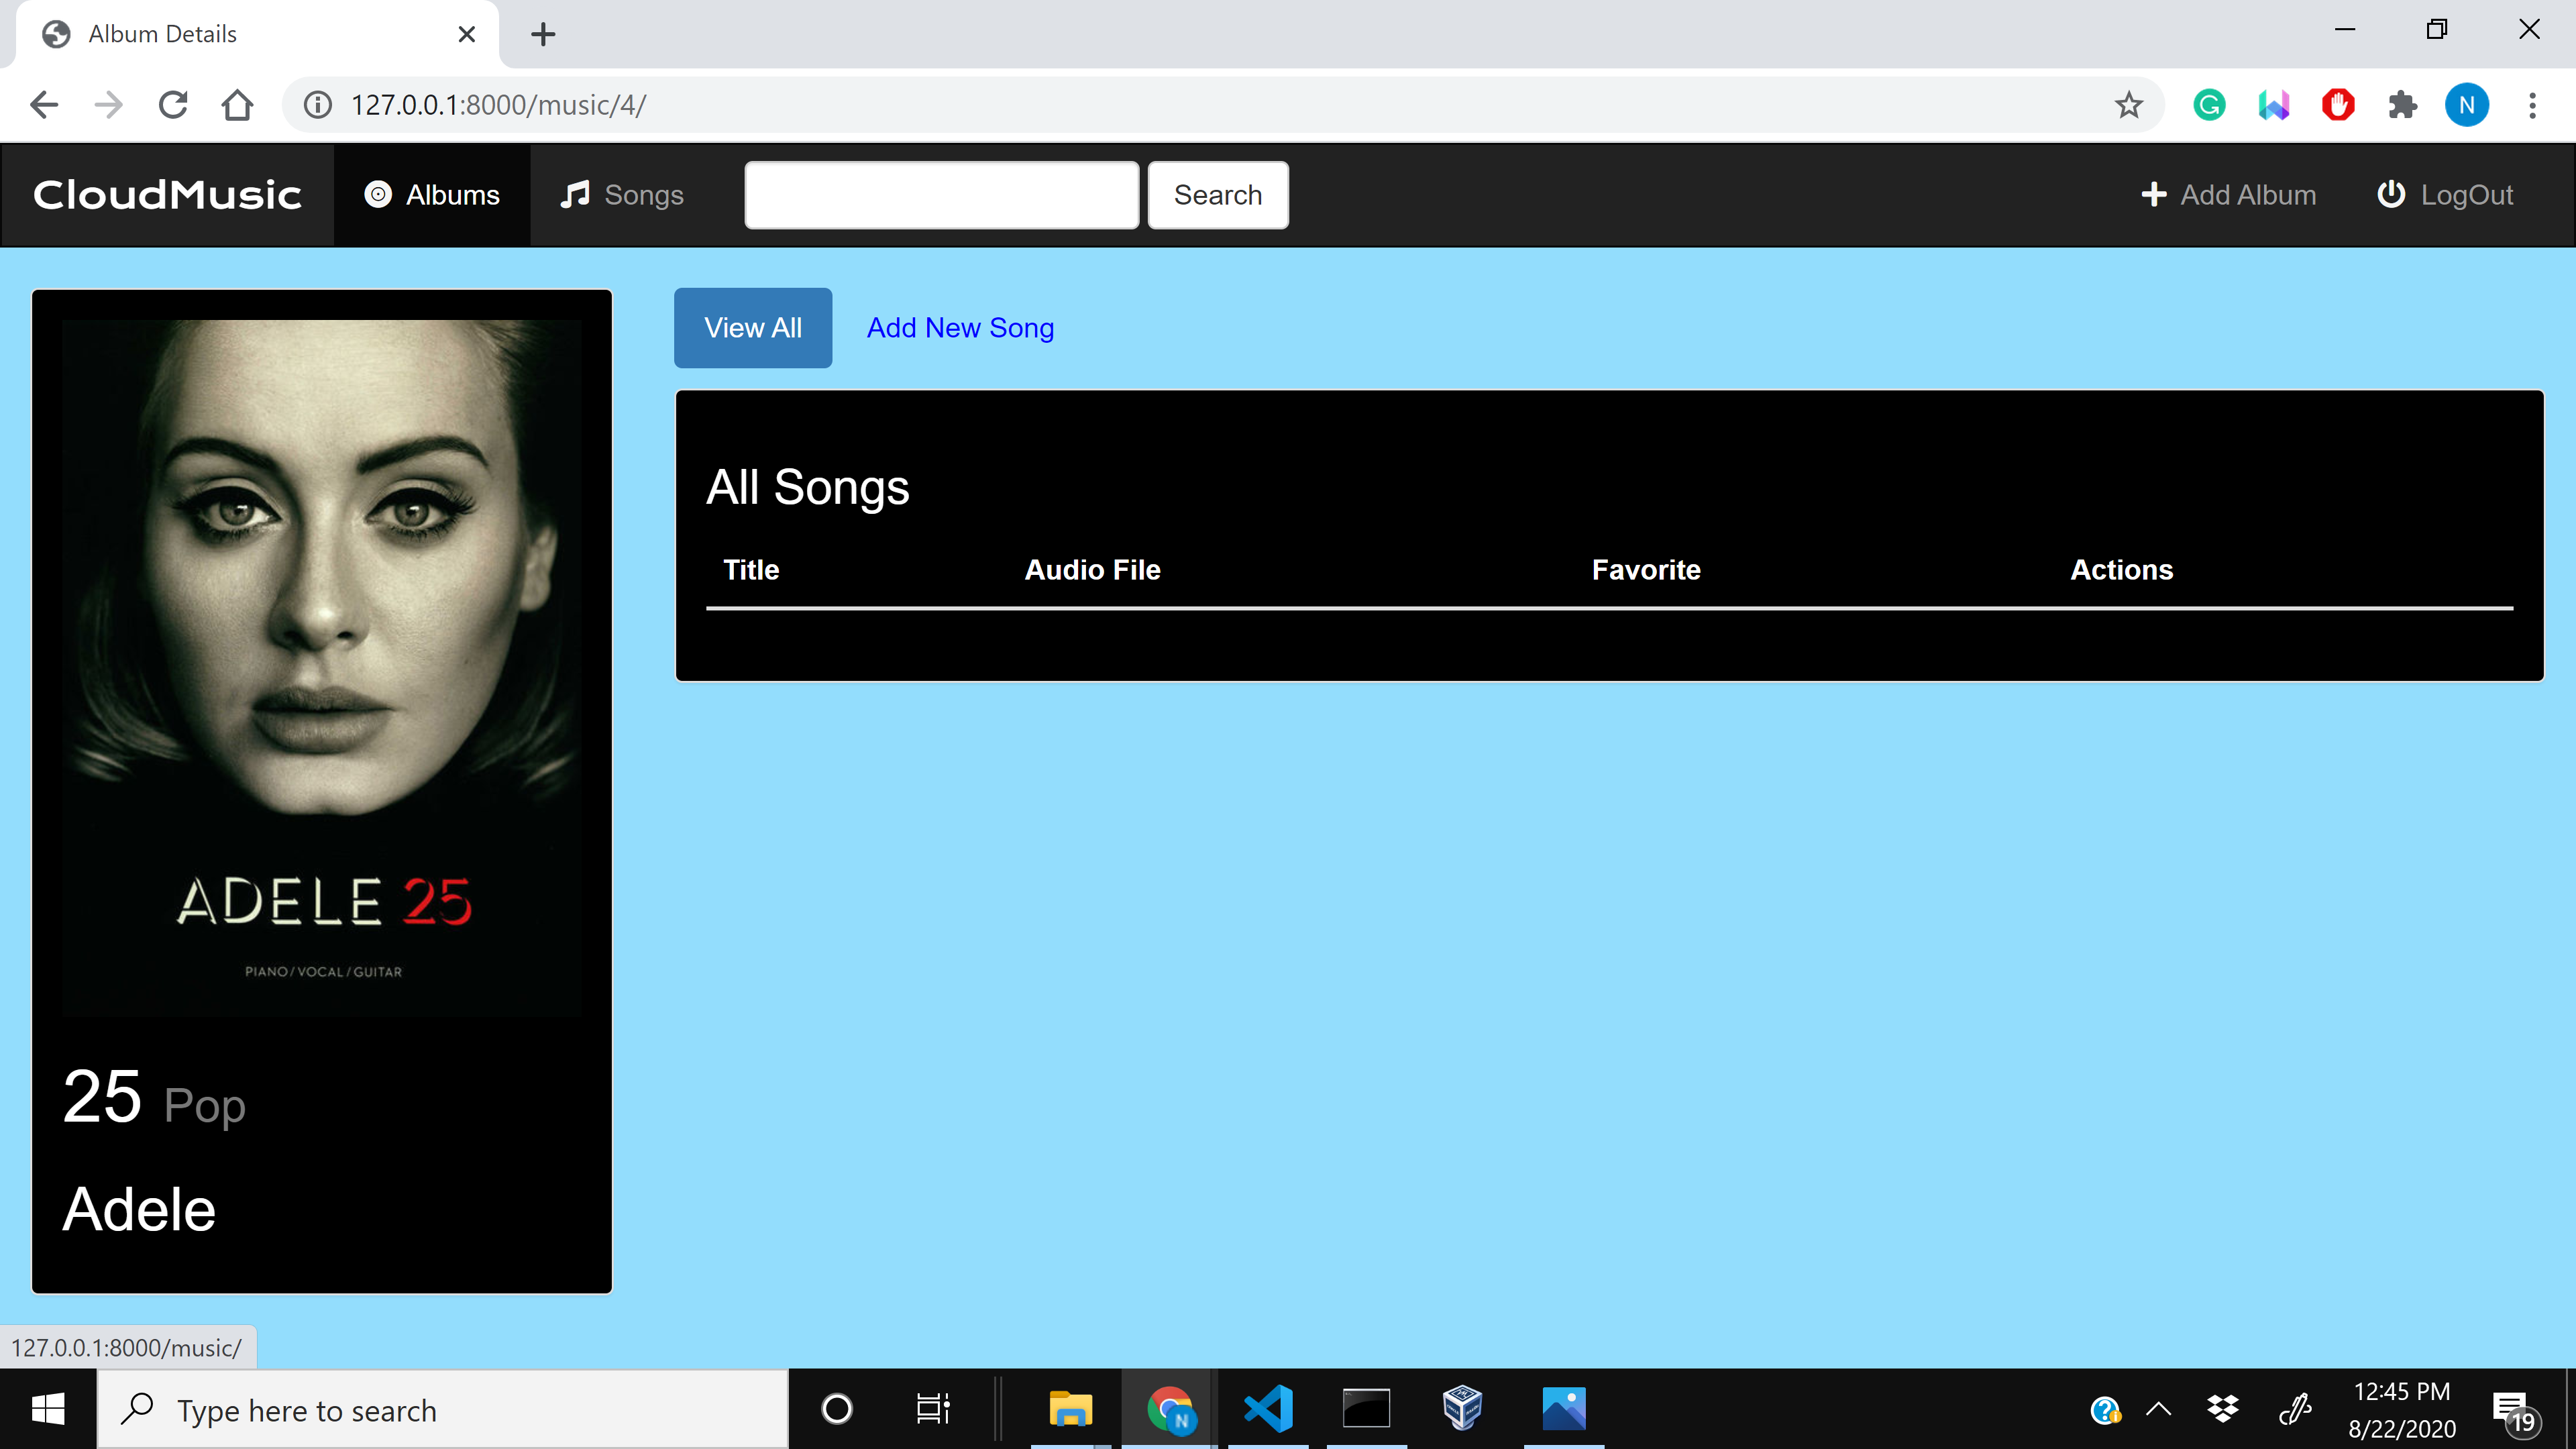 Album Details
127.0.0.1:8000/music/4/
N
CloudMusic Albums Songs Search Add Album LogOut
View All Add New Song
All Songs
Title Audio File Favorite Actions
ADELE 25
PIANO/VOCAL/GUITAR
25 Pop
Adele
127.0.0.1:8000/music/
Type here to search
N
12:45 PM
8/22/2020
19